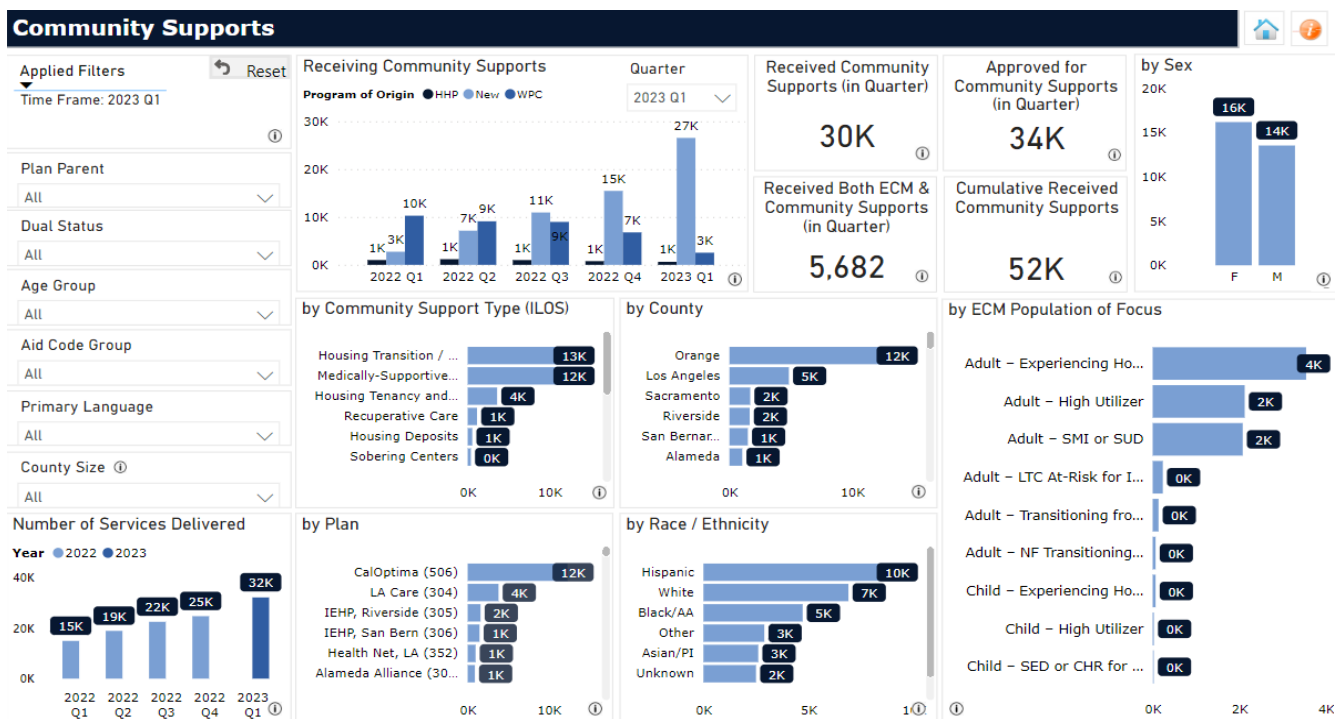 Community Supports
Applied Filters
Reset
Time Frame: 2023 Q1
Plan Parent
All
Dual Status
All
Age Group
All
Aid Code Group
All
Primary Language
All
County Size
All
Receiving Community Supports
Quarter
Program of Origin HHP New WPC
2023 Q1
30K
20K
10K
0K
1K 3K 10K
1K 7K 9K
1K 11K 9K
1K 15K 7K
1K 27K 3K
2022 Q1 2022 Q2 2022 Q3 2022 Q4 2023 Q1
Received Community
Supports (in Quarter)
30K
Approved for
Community Supports
(in Quarter)
34K
Received Both ECM &
Community Supports
(in Quarter)
5,682
Cumulative Received
Community Supports
52K
by Sex
20K
15K
10K
5K
0K
16K 14K
F M
by Community Support Type (ILOS)
Housing Transition / ... 13K
Medically-Supportive... 12K
Housing Tenancy and... 4K
Recuperative Care 1K
Housing Deposits 1K
Sobering Centers 0K
0K 10K
by County
Orange 12K
Los Angeles 5K
Sacramento 2K
Riverside 2K
San Bernar... 1K
Alameda 1K
0K 10K
by ECM Population of Focus
Adult – Experiencing Ho... 4K
Adult – High Utilizer 2K
Adult – SMI or SUD 2K
Adult – LTC At-Risk for I... 0K
Adult – Transitioning fro... 0K
Adult – NF Transitioning... 0K
Child – Experiencing Ho... 0K
Child – High Utilizer 0K
Child – SED or CHR for ... 0K
0K 2K 4K
Number of Services Delivered
Year 2022 2023
40K
20K
0K
15K 19K 22K 25K 32K
2022 2022 2022 2022 2023
Q1 Q2 Q3 Q4 Q1
by Plan
CalOptima (506) 12K
LA Care (304) 4K
IEHP, Riverside (305) 2K
IEHP, San Bern (306) 1K
Health Net, LA (352) 1K
Alameda Alliance (30... 1K
0K 10K
by Race / Ethnicity
Hispanic 10K
White 7K
Black/AA 5K
Other 3K
Asian/PI 3K
Unknown 2K
0K 5K